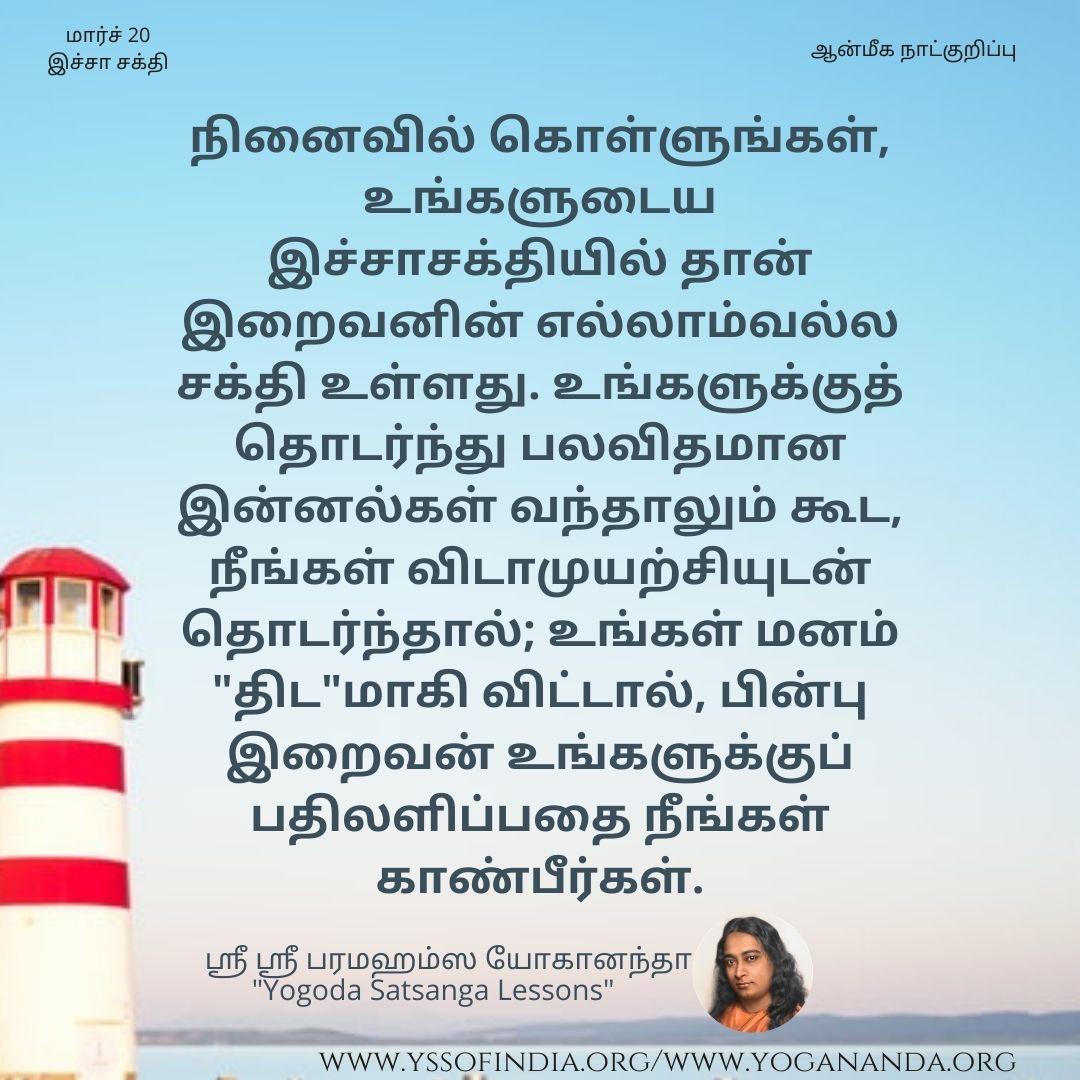 மார்ச் 20
இச்சா சக்தி
ஆன்மீக நாட்குறிப்பு
நினைவில் கொள்ளுங்கள்,
உங்களுடைய
இச்சாசக்தியில் தான்
இறைவனின் எல்லாம்வல்ல
சக்தி உள்ளது. உங்களுக்குத்
தொடர்ந்து பலவிதமான
இன்னல்கள் வந்தாலும் கூட,
நீங்கள் விடாமுயற்சியுடன்
தொடர்ந்தால்; உங்கள் மனம்
"திட"மாகி விட்டால், பின்பு
இறைவன் உங்களுக்குப்
பதிலளிப்பதை நீங்கள்
காண்பீர்கள்.
ஸ்ரீ ஸ்ரீ பரமஹம்ஸ யோகானந்தா
"Yogoda Satsanga Lessons"
WWW.YSSOFINDIA.ORG/WWW.YOGANANDA.ORG